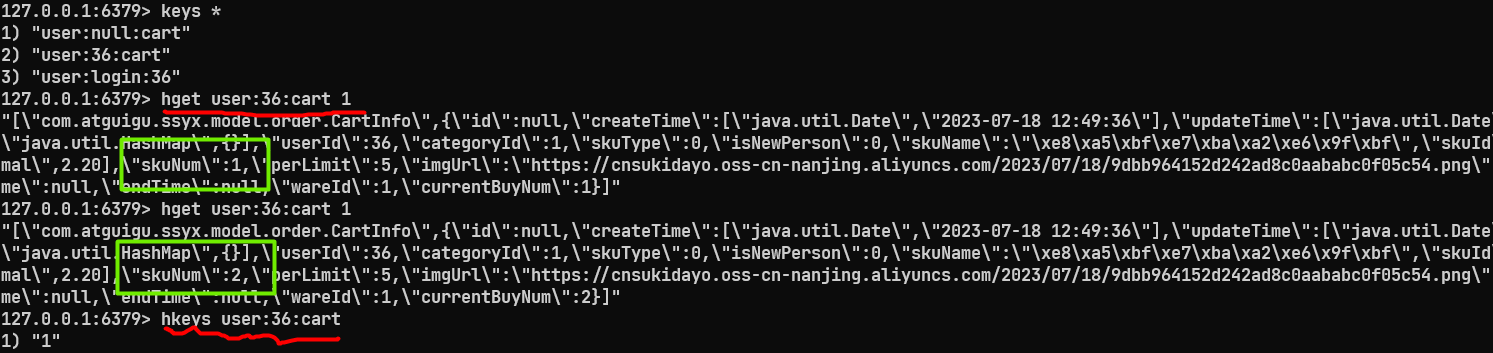 127.0.0.1:6379> keys *
1) "user:null:cart"
2) "user:36:cart"
3) "user:login:36"
127.0.0.1:6379> hget user:36:cart 1
"[\"com.atguigu.ssyx.model.order.CartInfo\",{\"id\":null,\"createTime\":[\"java.util.Date\",\"2023-07-18 12:49:36\"],\"updateTime\":[\"java.util.Date
\"java.util.HashMap\",{}],\"userId\":36,\"categoryId\":1,\"skuType\":0,\"isNewPerson\":0,\"skuName\":\"\xe8\xa5\xbf\xe7\xba\xa2\xe6\x9f\xbf\",\"skuId
mal\",2.20],\"skuNum\":1,\"perLimit\":5,\"imgUrl\":\"https://cnsukidayo.oss-cn-nanjing.aliyuncs.com/2023/07/18/9dbb964152d242ad8c0aababc0f05c54.png\"
me\":null,\"endTime\":null,\"wareId\":1,\"currentBuyNum\":1}]"
127.0.0.1:6379> hget user:36:cart 1
"[\"com.atguigu.ssyx.model.order.CartInfo\",{\"id\":null,\"createTime\":[\"java.util.Date\",\"2023-07-18 12:49:36\"],\"updateTime\":[\"java.util.Date
\"java.util.HashMap\",{}],\"userId\":36,\"categoryId\":1,\"skuType\":0,\"isNewPerson\":0,\"skuName\":\"\xe8\xa5\xbf\xe7\xba\xa2\xe6\x9f\xbf\",\"skuId
mal\",2.20],\"skuNum\":2,\"perLimit\":5,\"imgUrl\":\"https://cnsukidayo.oss-cn-nanjing.aliyuncs.com/2023/07/18/9dbb964152d242ad8c0aababc0f05c54.png\"
me\":null,\"endTime\":null,\"wareId\":1,\"currentBuyNum\":2}]"
127.0.0.1:6379> hkeys user:36:cart
1) "1"